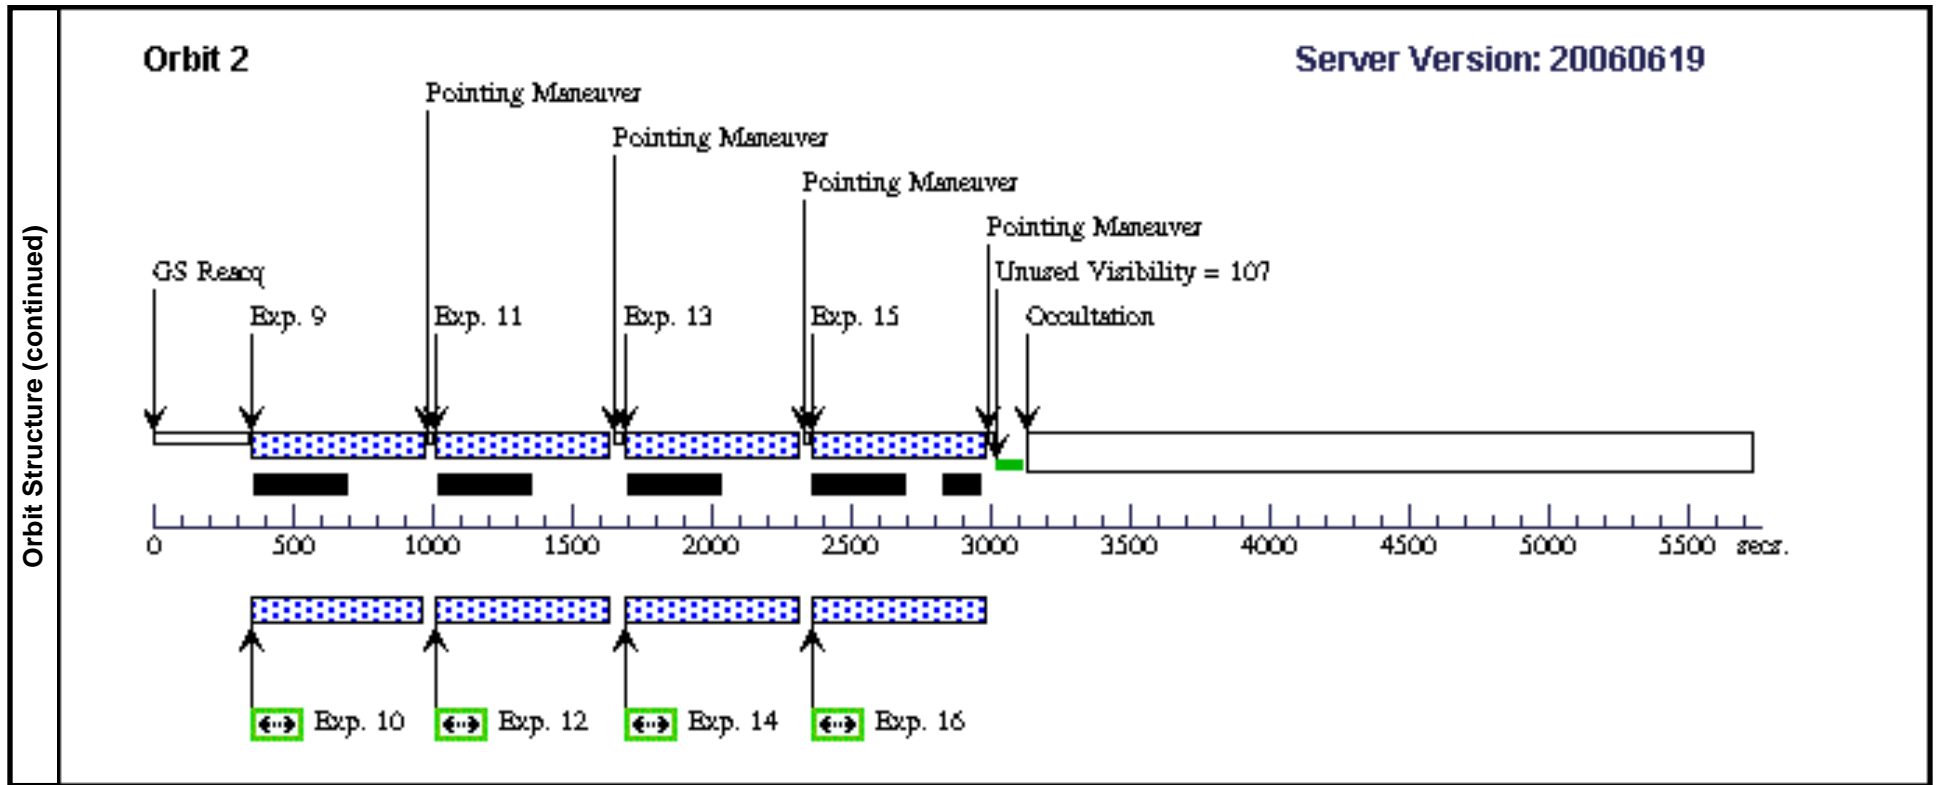 Orbit Structure (continued)
Orbit 2
Server Version: 20060619
Pointing Maneuver
Pointing Maneuver
Pointing Maneuver
Pointing Maneuver
GS Reacq
Unused Visibility = 107
Exp. 9
Exp. 11
Exp. 13
Exp. 15
Occultation
0 500 1000 1500 2000 2500 3000 3500 4000 4500 5000 5500 secs.
Exp. 10
Exp. 12
Exp. 14
Exp. 16